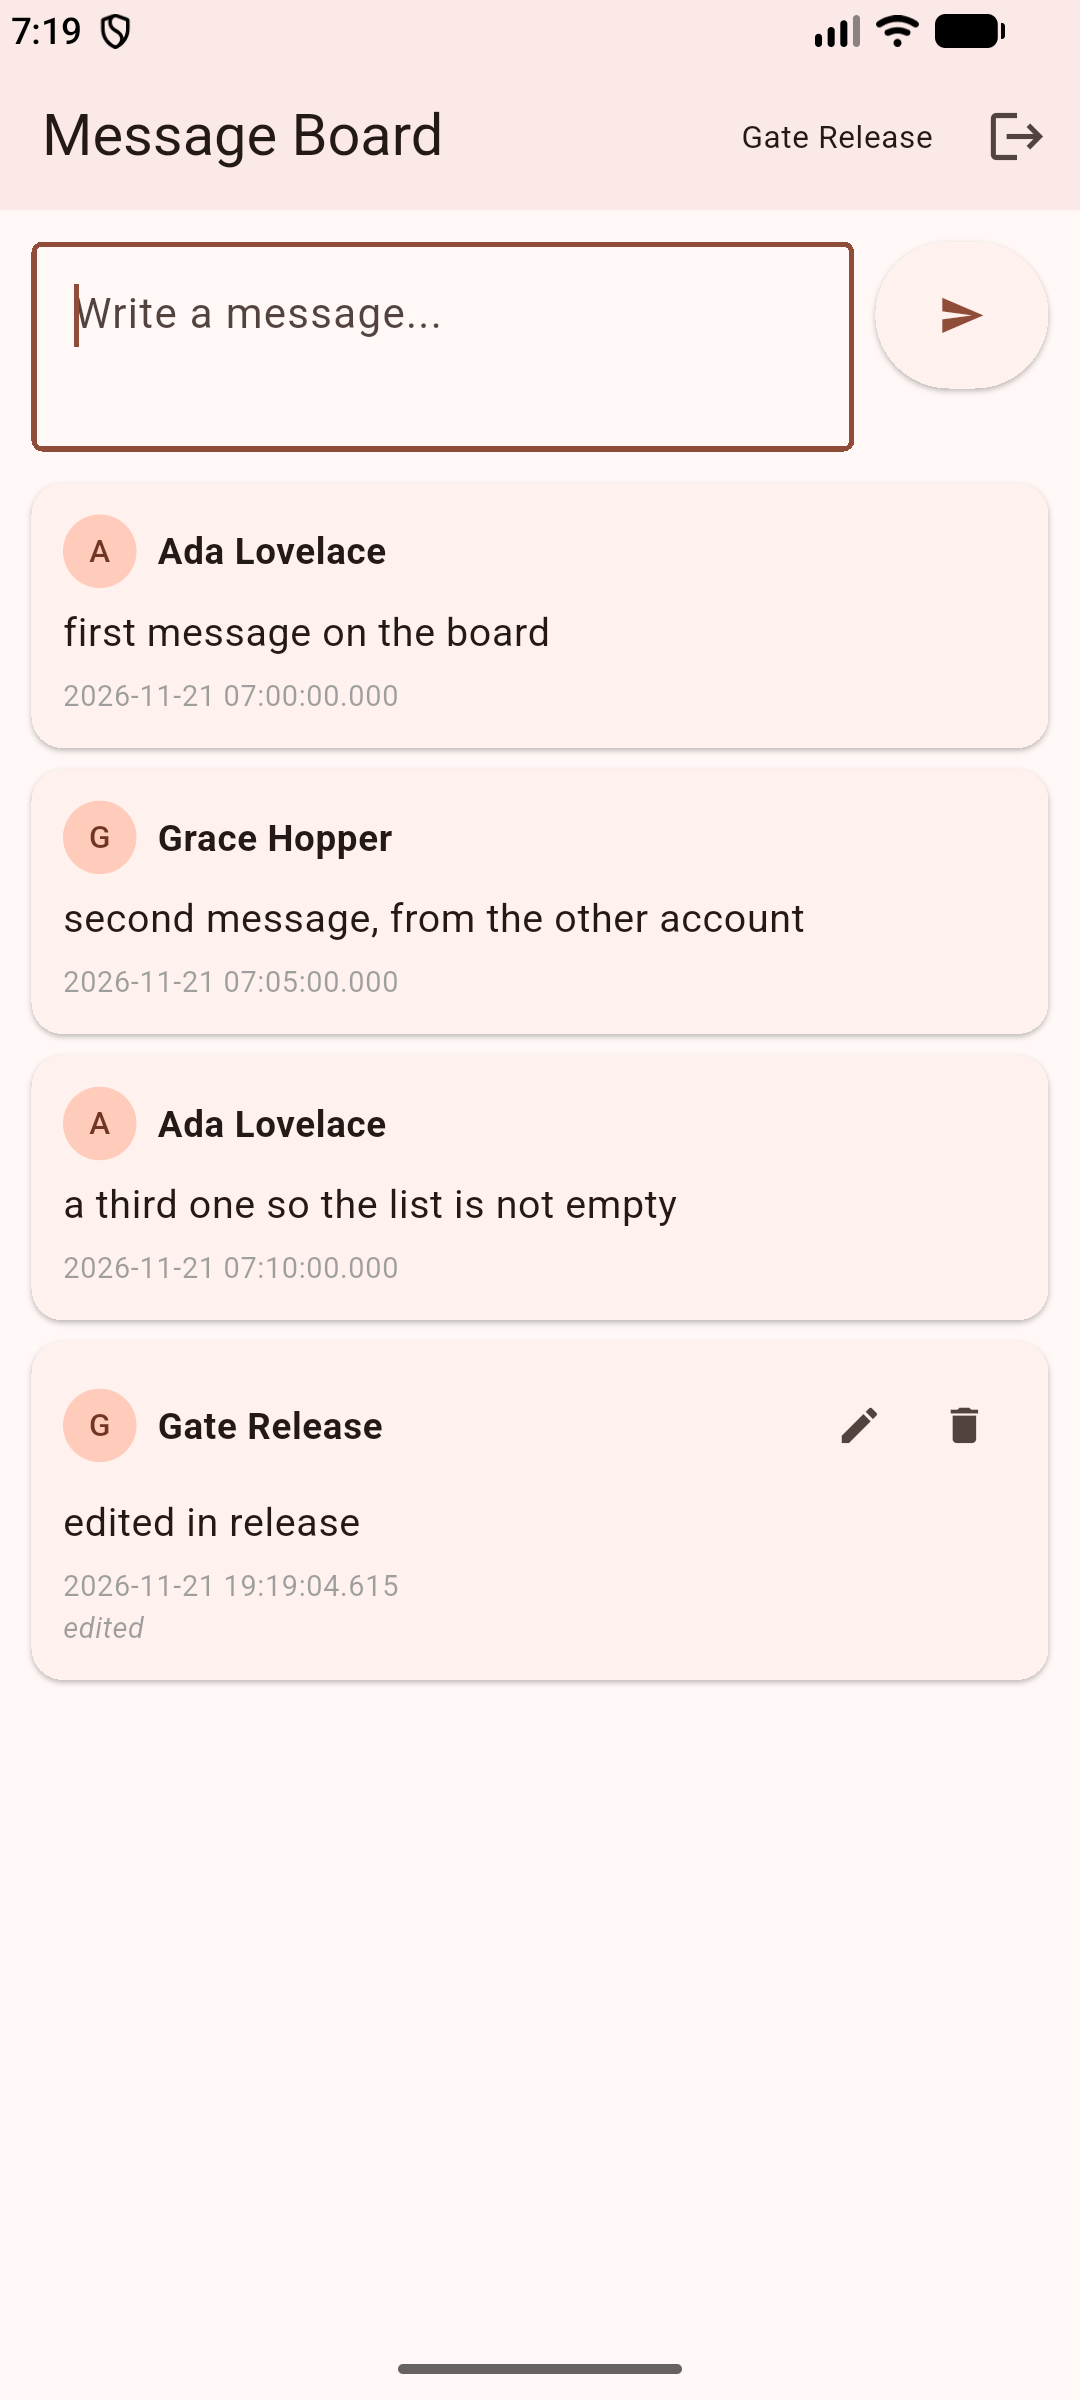 7:19
Message Board
Gate Release
Write a message...
A
Ada Lovelace
first message on the board
2026-11-21 07:00:00.000
G
Grace Hopper
second message, from the other account
2026-11-21 07:05:00.000
A
Ada Lovelace
a third one so the list is not empty
2026-11-21 07:10:00.000
G
Gate Release
edited in release
2026-11-21 19:19:04.615
edited